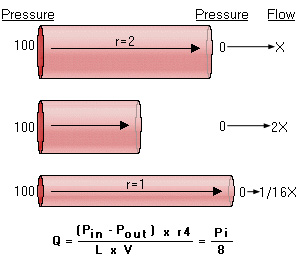 Pressure Pressure Flow
100 r=2 0 X
100 0 2X
100 r=1 0 1/16X
Q = (Pin - Pout) x r4 / L x V = Pi / 8